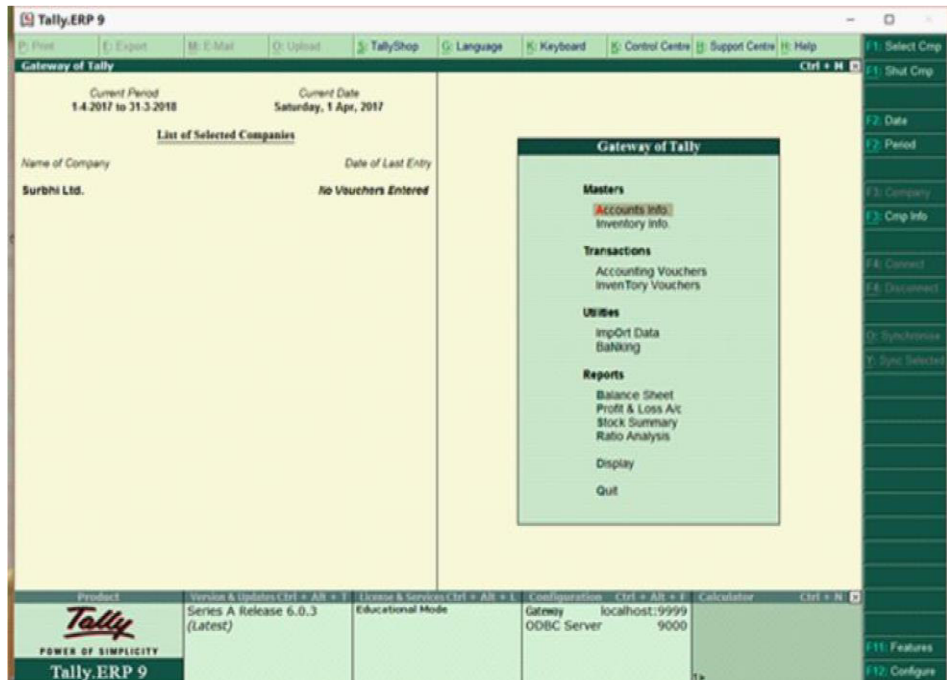 Tally.ERP 9
P: Print E: Export M: E-Mail O: Upload S: TallyShop G: Language K: Keyboard K: Control Centre H: Support Centre H: Help
F1: Select Cmp
Gateway of Tally Ctrl + M
F1: Shut Cmp
Current Period Current Date
1-4-2017 to 31-3-2018 Saturday, 1 Apr, 2017
F2: Date
F2: Period
List of Selected Companies
Name of Company Date of Last Entry
Surbhi Ltd. No Vouchers Entered
Gateway of Tally
Masters
Accounts Info.
Inventory Info.
Transactions
Accounting Vouchers
InvenTory Vouchers
Utilities
ImpOrt Data
BaNking
Reports
Balance Sheet
Profit & Loss A/c
Stock Summary
Ratio Analysis
Display
Quit
F3: Company
F3: Cmp Info
F4: Connect
F4: Disconnect
Q: Synchronise
Y: Sync Selected
Product
Tally
POWER OF SIMPLICITY
Tally.ERP 9
Version & Updates Ctrl + Alt + T
Series A Release 6.0.3
(Latest)
License & Services Ctrl + Alt + L
Educational Mode
Configuration Ctrl + Alt + F
Gateway localhost:9999
ODBC Server 9000
Calculator Ctrl + N
1>
F11: Features
F12: Configure